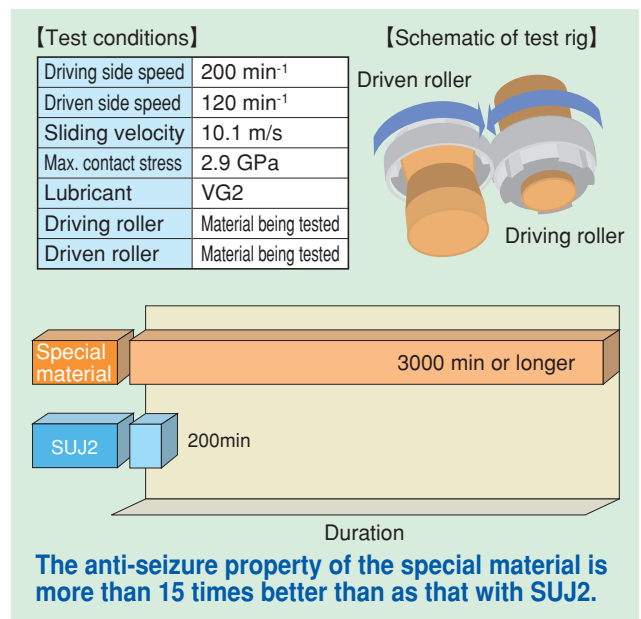 【Test conditions】
Driving side speed 200 min-1
Driven side speed 120 min-1
Sliding velocity 10.1 m/s
Max. contact stress 2.9 GPa
Lubricant VG2
Driving roller Material being tested
Driven roller Material being tested
【Schematic of test rig】
Driven roller
Driving roller
Special
material
3000 min or longer
SUJ2
200min
Duration
The anti-seizure property of the special material is
more than 15 times better than as that with SUJ2.